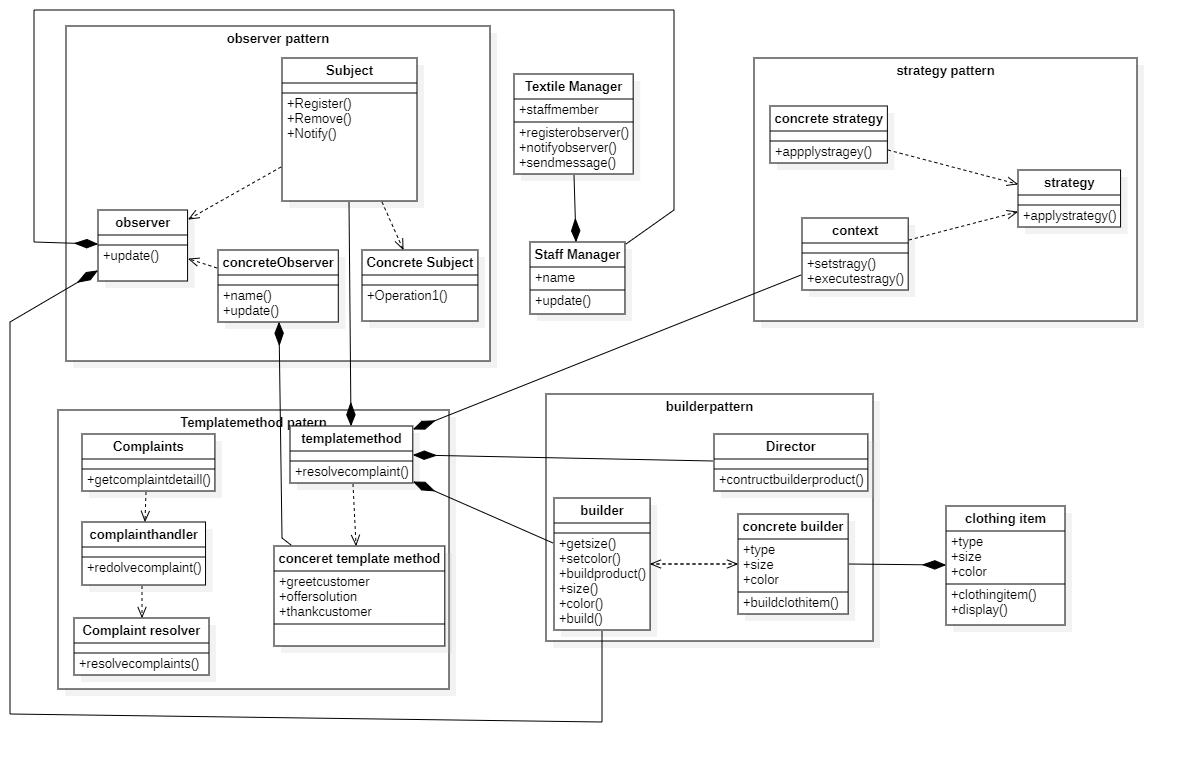 observer pattern
Subject
+Register()
+Remove()
+Notify()
observer
+update()
concreteObserver
+name()
+update()
Concrete Subject
+Operation1()
Textile Manager
+staffmember
+registerobserver()
+notifyobserver()
+sendmessage()
Staff Manager
+name
+update()
strategy pattern
concrete strategy
+appplystragey()
strategy
+applystrategy()
context
+setstragy()
+executestragy()
Templatemethod patern
Complaints
+getcomplaintdetaill()
complainthandler
+redolvecomplaint()
Complaint resolver
+resolvecomplaints()
templatemethod
+resolvecomplaint()
conceret template method
+greetcustomer
+offersolution
+thankcustomer
builderpattern
Director
+contructbuilderproduct()
builder
+getsize()
+setcolor()
+buildproduct()
+size()
+color()
+build()
concrete builder
+type
+size
+color
+buildclothitem()
clothing item
+type
+size
+color
+clothingitem()
+display()